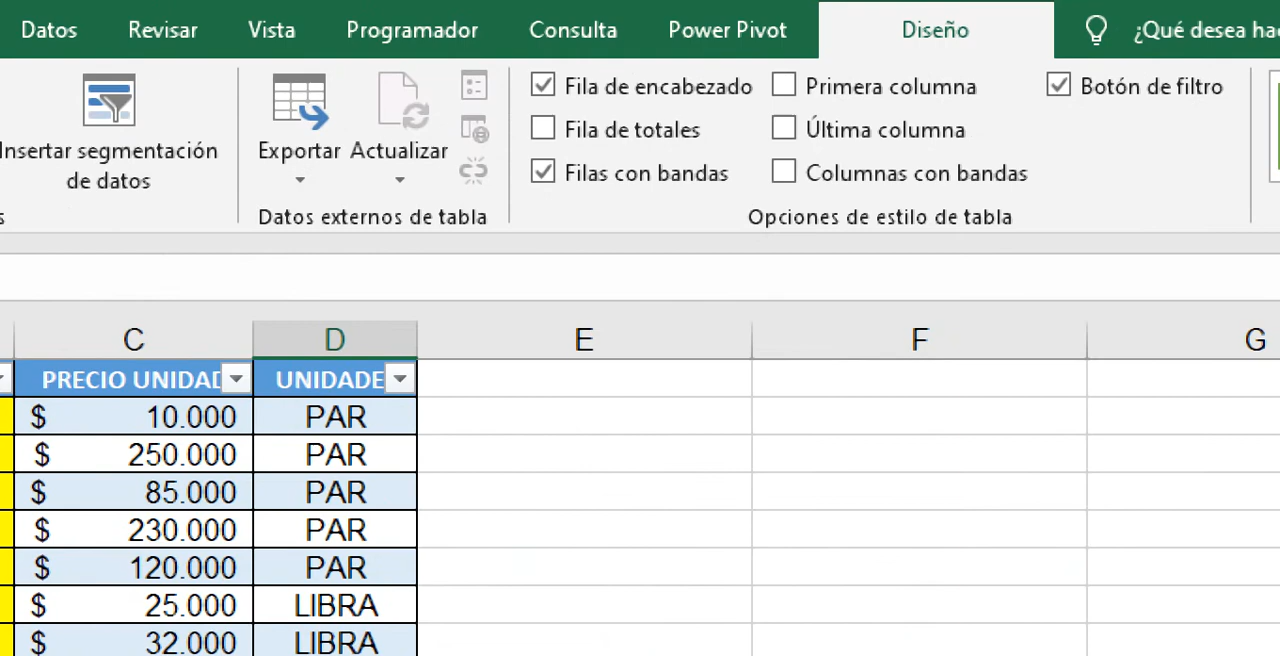 Datos Revisar Vista Programador Consulta Power Pivot Diseño ¿Qué desea
Fila de encabezado Primera columna Botón de filtro
Fila de totales Última columna
Insertar segmentación Exportar Actualizar
de datos Filas con bandas Columnas con bandas
Datos externos de tabla Opciones de estilo de tabla
C D E F G
PRECIO UNIDAD UNIDADE
$ 10.000 PAR
$ 250.000 PAR
$ 85.000 PAR
$ 230.000 PAR
$ 120.000 PAR
$ 25.000 LIBRA
$ 32.000 LIBRA